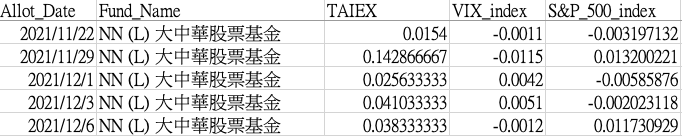 Allot_Date Fund_Name TAIEX VIX_index S&P_500_index
2021/11/22 NN (L) 大中華股票基金 0.0154 -0.0011 -0.003197132
2021/11/29 NN (L) 大中華股票基金 0.142866667 -0.0115 0.013200221
2021/12/1 NN (L) 大中華股票基金 0.025633333 0.0042 -0.00585876
2021/12/3 NN (L) 大中華股票基金 0.041033333 0.0051 -0.002023118
2021/12/6 NN (L) 大中華股票基金 0.038333333 -0.0012 0.011730929